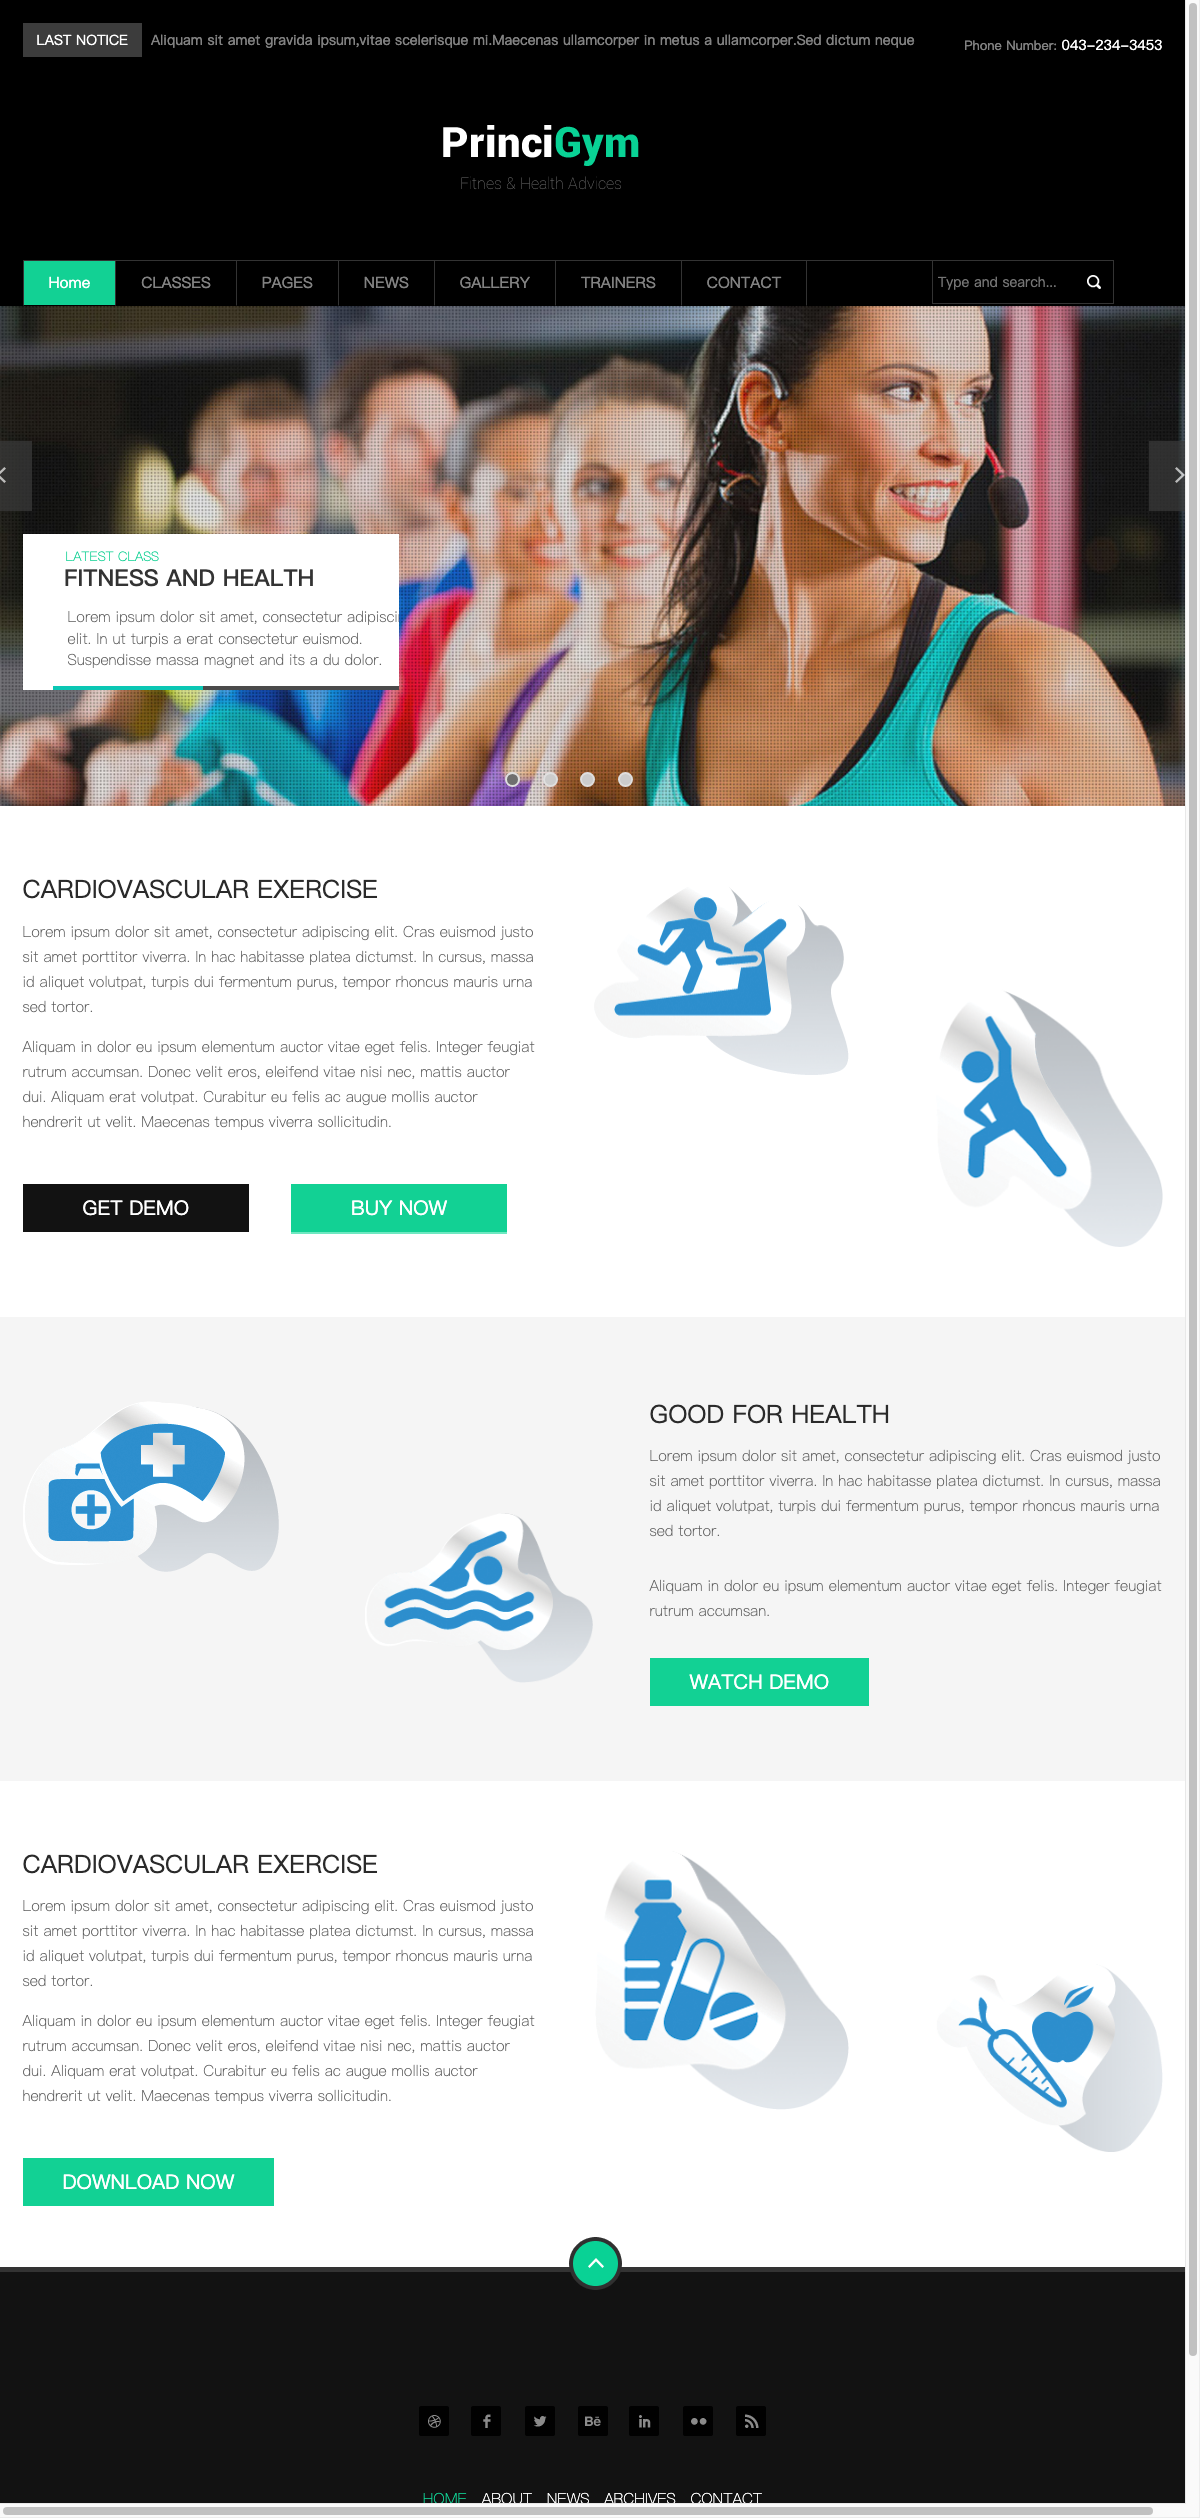 LAST NOTICE Aliquam sit amet gravida ipsum,vitae scelerisque mi.Maecenas ullamcorper in metus a ullamcorper.Sed dictum neque
Phone Number: 043-234-3453
PrinciGym
Fitnes & Health Advices
Home CLASSES PAGES NEWS GALLERY TRAINERS CONTACT Type and search...
LATEST CLASS
FITNESS AND HEALTH
Lorem ipsum dolor sit amet, consectetur adipisci
elit. In ut turpis a erat consectetur euismod.
Suspendisse massa magnet and its a du dolor.
CARDIOVASCULAR EXERCISE
Lorem ipsum dolor sit amet, consectetur adipiscing elit. Cras euismod justo
sit amet porttitor viverra. In hac habitasse platea dictumst. In cursus, massa
id aliquet volutpat, turpis dui fermentum purus, tempor rhoncus mauris urna
sed tortor.
Aliquam in dolor eu ipsum elementum auctor vitae eget felis. Integer feugiat
rutrum accumsan. Donec velit eros, eleifend vitae nisi nec, mattis auctor
dui. Aliquam erat volutpat. Curabitur eu felis ac augue mollis auctor
hendrerit ut velit. Maecenas tempus viverra sollicitudin.
GET DEMO BUY NOW
GOOD FOR HEALTH
Lorem ipsum dolor sit amet, consectetur adipiscing elit. Cras euismod justo
sit amet porttitor viverra. In hac habitasse platea dictumst. In cursus, massa
id aliquet volutpat, turpis dui fermentum purus, tempor rhoncus mauris urna
sed tortor.
Aliquam in dolor eu ipsum elementum auctor vitae eget felis. Integer feugiat
rutrum accumsan.
WATCH DEMO
CARDIOVASCULAR EXERCISE
Lorem ipsum dolor sit amet, consectetur adipiscing elit. Cras euismod justo
sit amet porttitor viverra. In hac habitasse platea dictumst. In cursus, massa
id aliquet volutpat, turpis dui fermentum purus, tempor rhoncus mauris urna
sed tortor.
Aliquam in dolor eu ipsum elementum auctor vitae eget felis. Integer feugiat
rutrum accumsan. Donec velit eros, eleifend vitae nisi nec, mattis auctor
dui. Aliquam erat volutpat. Curabitur eu felis ac augue mollis auctor
hendrerit ut velit. Maecenas tempus viverra sollicitudin.
DOWNLOAD NOW
Bē in
HOME ABOUT NEWS ARCHIVES CONTACT